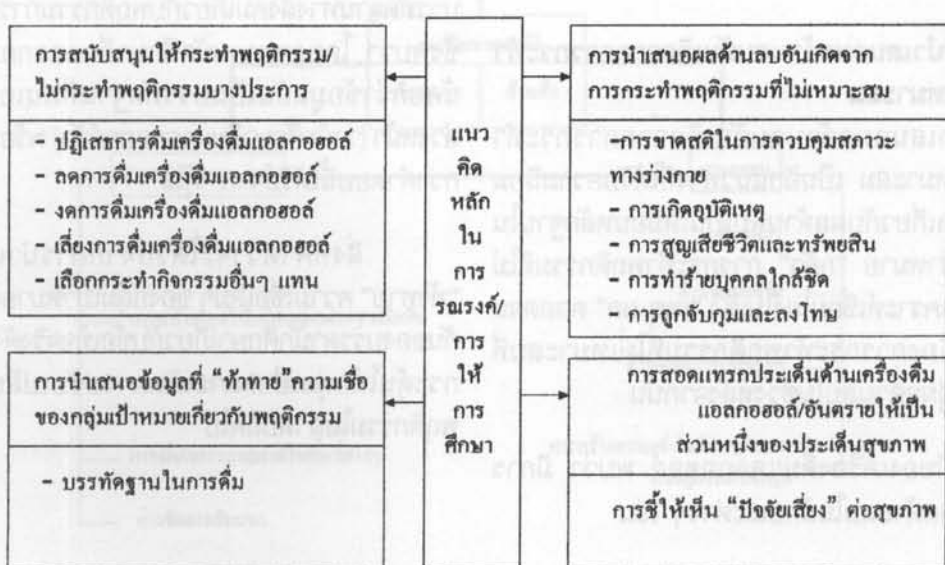 การสนับสนุนให้กระทำพฤติกรรม/
ไม่กระทำพฤติกรรมบางประการ
- ปฏิเสธการดื่มเครื่องดื่มแอลกอฮอล์
- ลดการดื่มเครื่องดื่มแอลกอฮอล์
- งดการดื่มเครื่องดื่มแอลกอฮอล์
- เลี่ยงการดื่มเครื่องดื่มแอลกอฮอล์
- เลือกกระทำกิจกรรมอื่นๆ แทน
การนำเสนอข้อมูลที่ “ท้าทาย”ความเชื่อ
ของกลุ่มเป้าหมายเกี่ยวกับพฤติกรรม
- บรรทัดฐานในการดื่ม
แนว
คิด
หลัก
ใน
การ
รณรงค์/
การ
ให้
การ
ศึกษา
การนำเสนอผลด้านลบอันเกิดจาก
การกระทำพฤติกรรมที่ไม่เหมาะสม
-การขาดสติในการควบคุมสภาวะ
ทางร่างกาย
- การเกิดอุบัติเหตุ
- การสูญเสียชีวิตและทรัพย์สิน
- การทำร้ายบุคคลใกล้ชิด
- การถูกจับกุมและลงโทษ
การสอดแทรกประเด็นด้านเครื่องดื่ม
แอลกอฮอล์/อันตรายให้เป็น
ส่วนหนึ่งของประเด็นสุขภาพ
การชี้ให้เห็น “ปัจจัยเสี่ยง” ต่อสุขภาพ